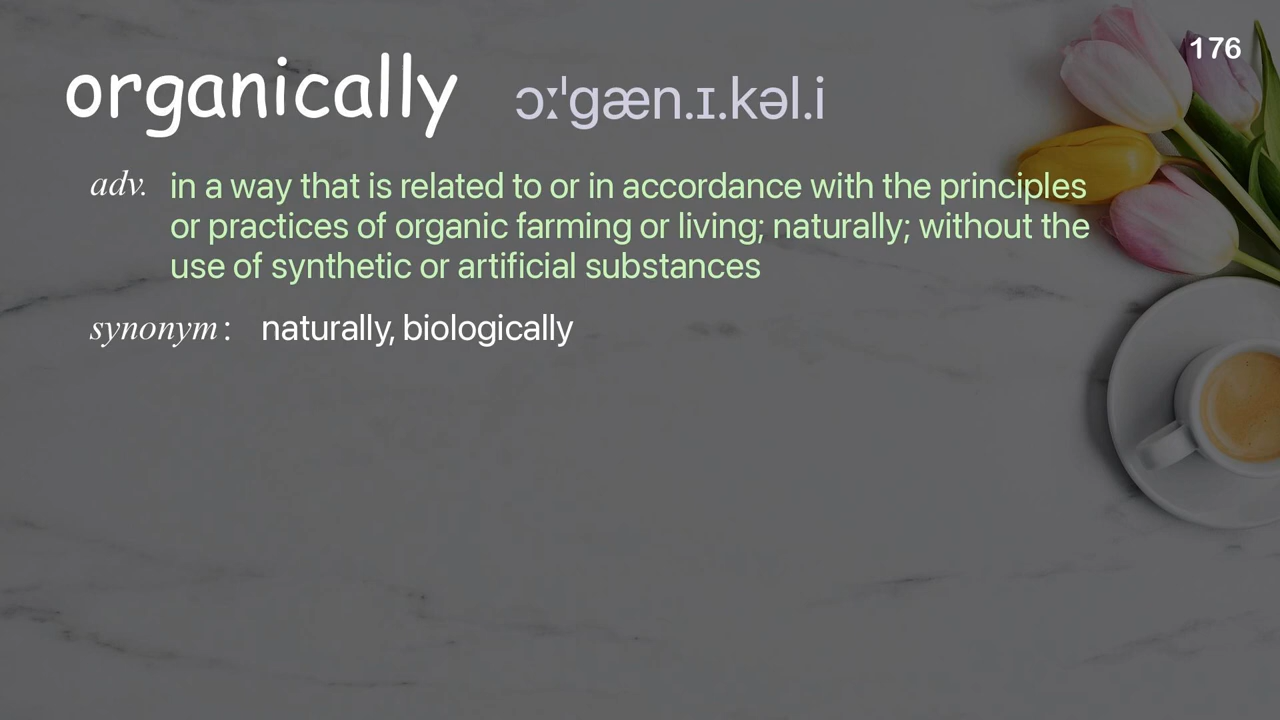 176
organically ɔːˈgæn.ɪ.kəl.i
adv. in a way that is related to or in accordance with the principles
or practices of organic farming or living; naturally; without the
use of synthetic or artificial substances
synonym : naturally, biologically